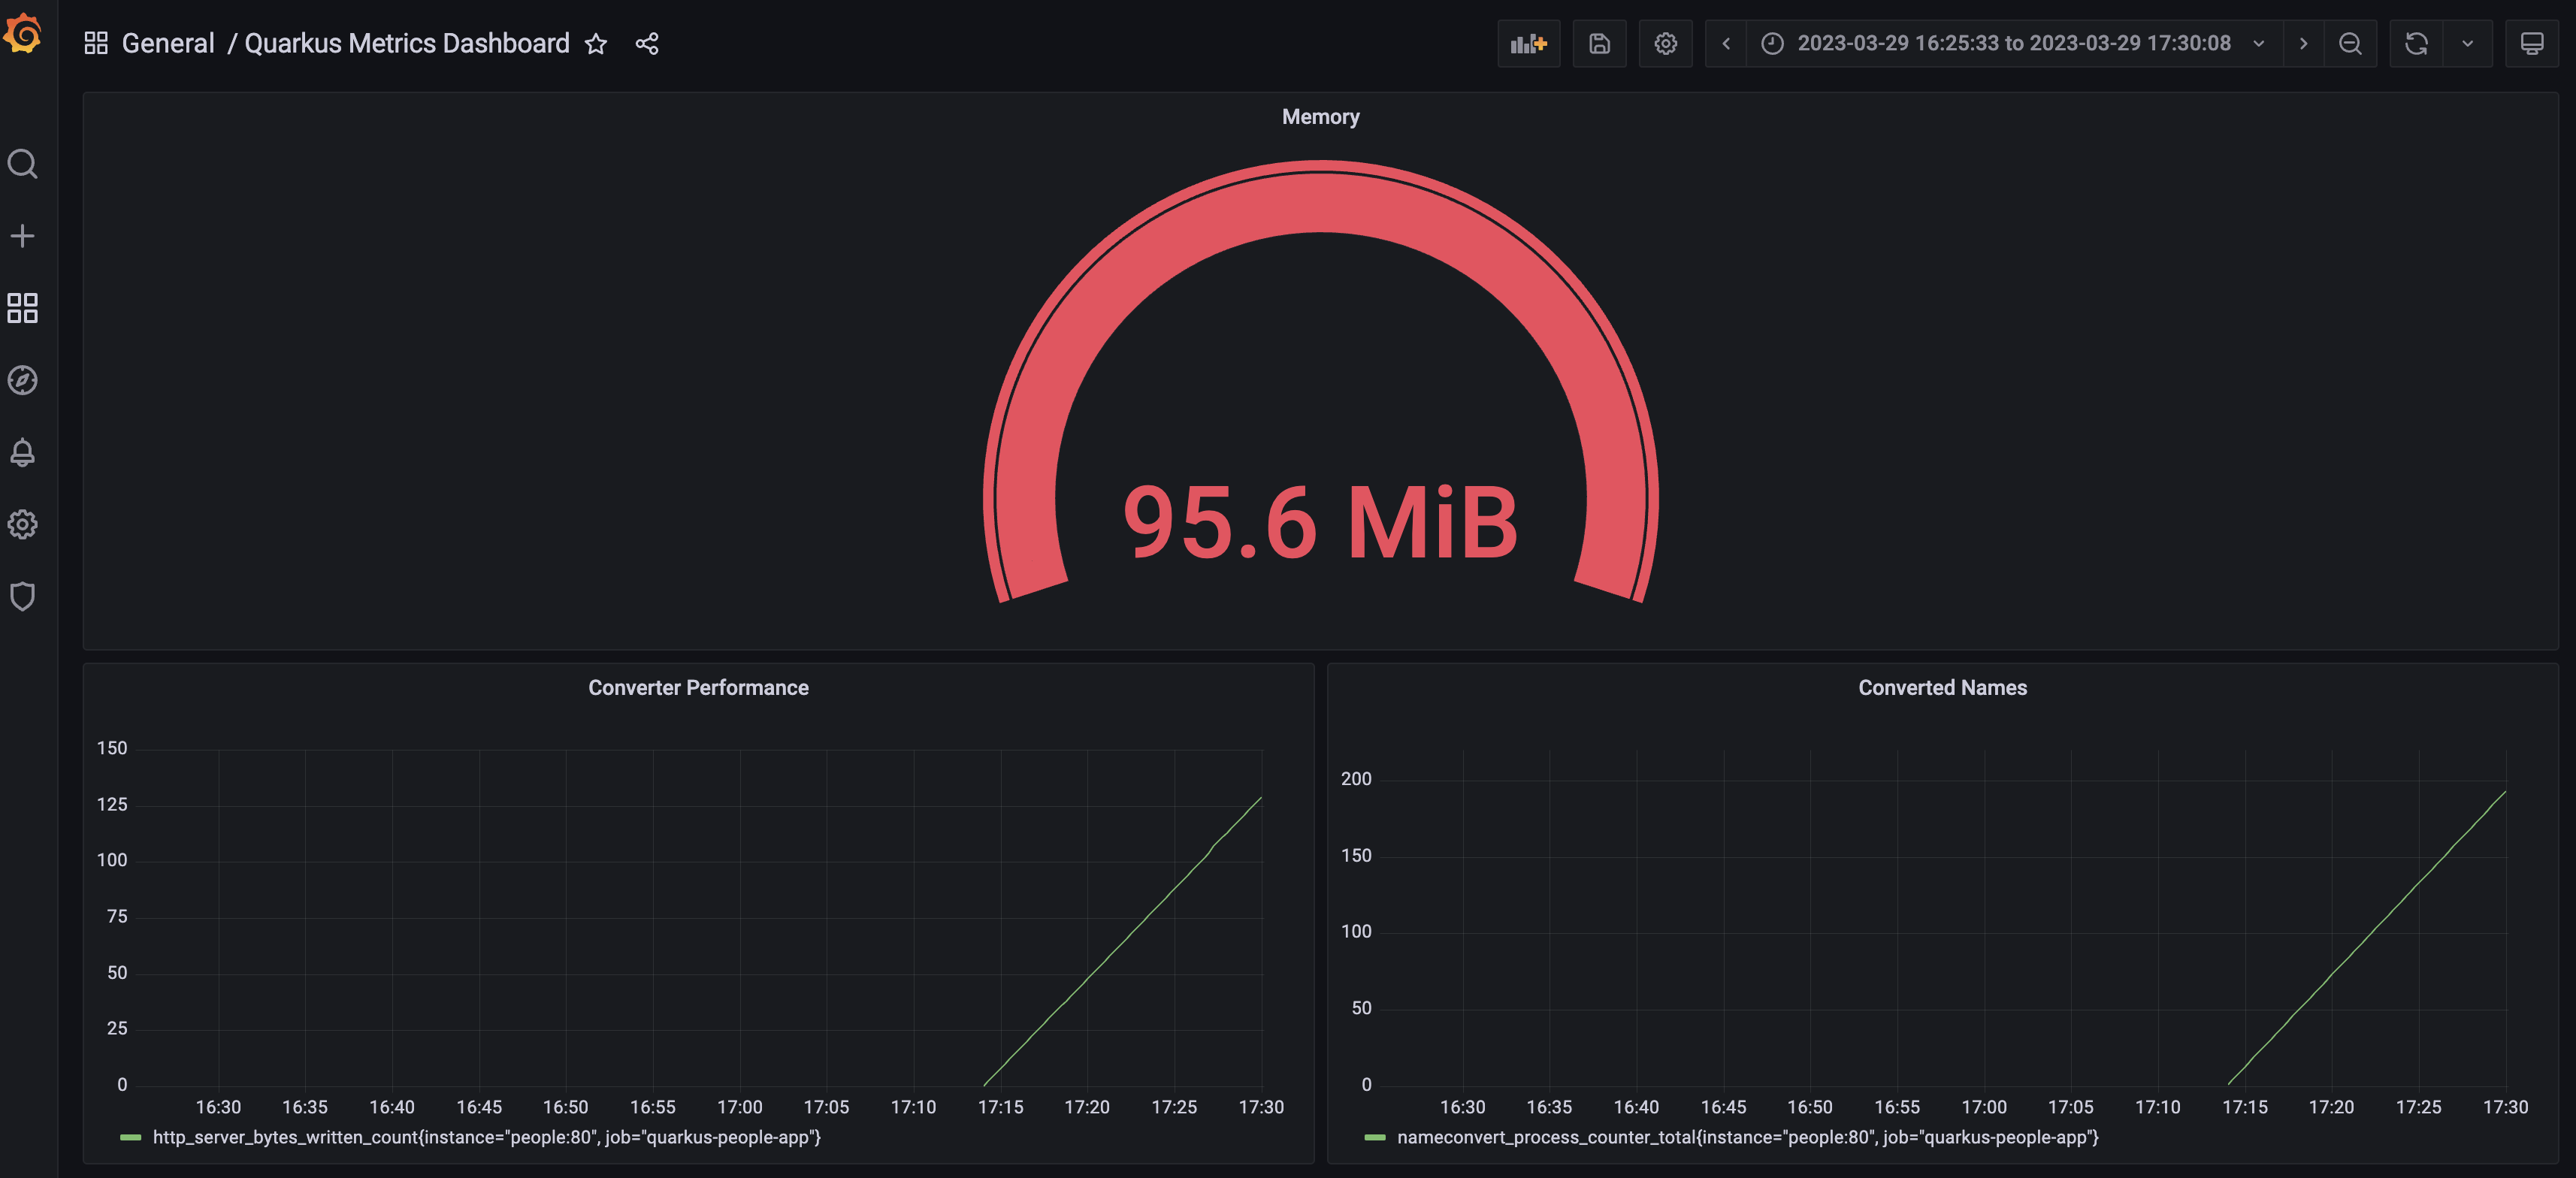 General / Quarkus Metrics Dashboard
2023-03-29 16:25:33 to 2023-03-29 17:30:08
Memory
95.6 MiB
Converter Performance
150
125
100
75
50
25
0
16:30 16:35 16:40 16:45 16:50 16:55 17:00 17:05 17:10 17:15 17:20 17:25 17:30
http_server_bytes_written_count{instance="people:80", job="quarkus-people-app"}
Converted Names
200
150
100
50
0
16:30 16:35 16:40 16:45 16:50 16:55 17:00 17:05 17:10 17:15 17:20 17:25 17:30
nameconvert_process_counter_total{instance="people:80", job="quarkus-people-app"}